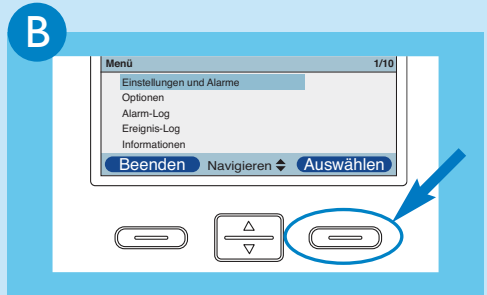 B
Menü 1/10
Einstellungen und Alarme
Optionen
Alarm-Log
Ereignis-Log
Informationen
Beenden Navigieren Auswählen